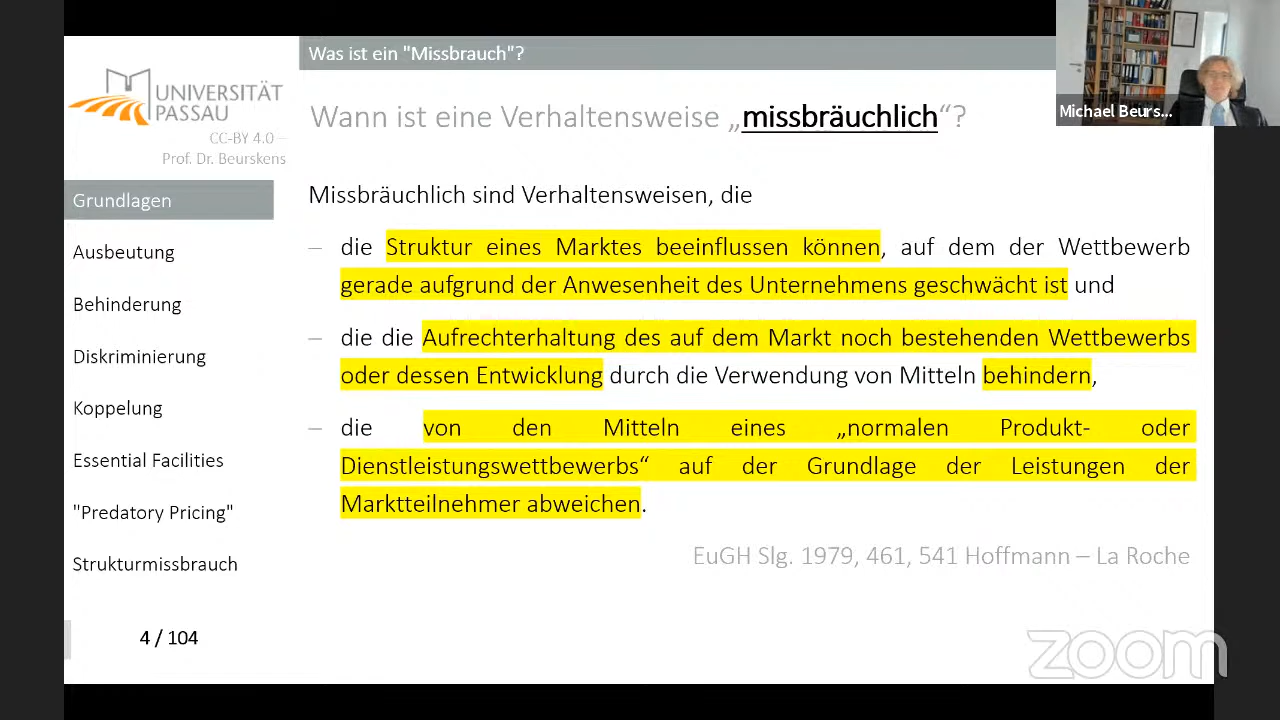 Was ist ein "Missbrauch"?
UNIVERSITÄT
PASSAU
CC-BY 4.0 –
Prof. Dr. Beurskens
Grundlagen
Ausbeutung
Behinderung
Diskriminierung
Koppelung
Essential Facilities
"Predatory Pricing"
Strukturmissbrauch
4 / 104
Wann ist eine Verhaltensweise „missbräuchlich“?
Missbräuchlich sind Verhaltensweisen, die
– die Struktur eines Marktes beeinflussen können, auf dem der Wettbewerb
gerade aufgrund der Anwesenheit des Unternehmens geschwächt ist und
– die die Aufrechterhaltung des auf dem Markt noch bestehenden Wettbewerbs
oder dessen Entwicklung durch die Verwendung von Mitteln behindern,
– die von den Mitteln eines „normalen Produkt- oder
Dienstleistungswettbewerbs“ auf der Grundlage der Leistungen der
Marktteilnehmer abweichen.
EuGH Slg. 1979, 461, 541 Hoffmann – La Roche
Michael Beurs...
zoom